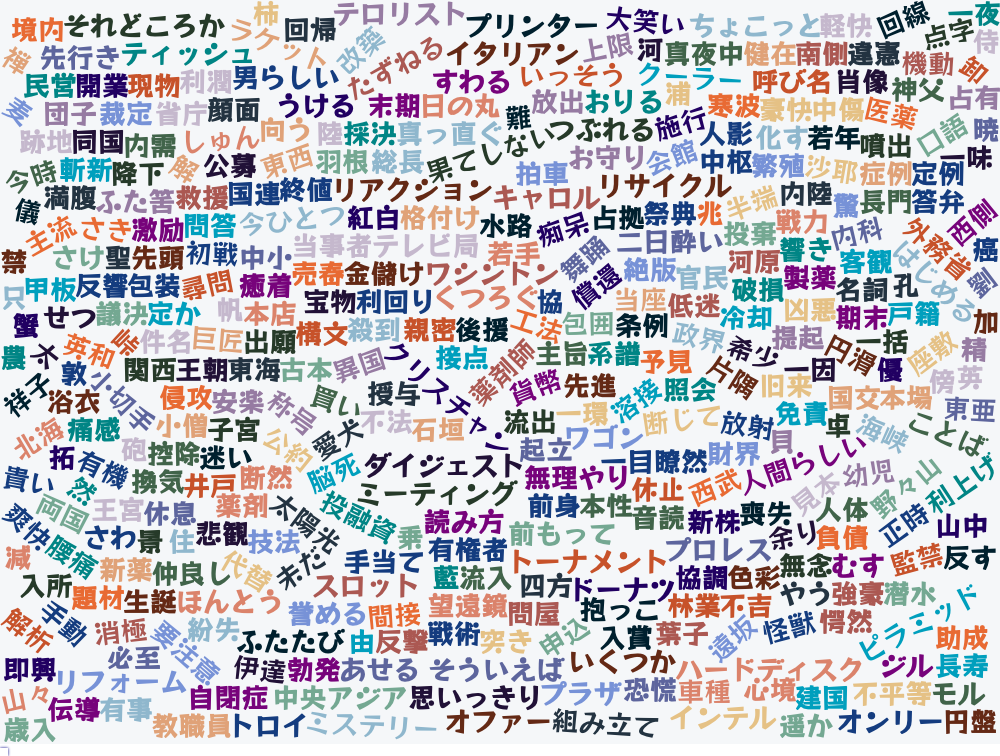 境内 それどころか 柿 ラケット 回帰 テロリスト プリンター 大笑い ちょこっと 軽快 回線 点字 一夜 侍
禅 先行き ティッシュ 改築 たずねる イタリアン 上限 河 真夜中 健在 南側 違憲 機動 卸
民営 開業 現物 利潤 男らしい すわる いっそう クーラー 呼び名 肖像 神父 占有
麦 団子 裁定 省庁 顔面 うける 末期 日の丸 難 放出 おりる 浦 寒波 豪快 中傷 医薬 口語 暁
跡地 同国 内需 しゅん 向う 陸 採決 真っ直ぐ 果てしない つぶれる 施行 人影 化す 若年 噴出 一味
今時 斬新 降下 解 公募 東西 羽根 総長 拍車 お守り 会館 中枢 繁殖 沙耶 症例 定例
儀 満腹 ふた 善 救援 国連 終値 リアクション キャロル リサイクル 半端 内陸 驚 長門 答弁
主流 さき 激励 問答 今ひとつ 紅白 格付け 水路 痴呆 占拠 祭典 兆 投棄 戦力 内科 外務省 西側
禁 さけ 聖 先頭 初戦 中小 当事者 テレビ局 若手 舞踊 二日酔い 絶版 官民 河原 響き 客観 はじめる 癌 劉
只 甲板 反響 包装 尋問 癒着 売春 金儲け ワシントン 償還 当座 低迷 破損 製薬 名詞 孔
蟹 せつ 議決 定か 帆 本店 宝物 利回り くつろぐ 協 工法 包囲 条例 政界 冷却 凶悪 期末 戸籍 加
農 木 英和 峠 件名 巨匠 出願 構文 殺到 親密 後援 主旨 系譜 予見 希少 提起 円滑 一括 座敷 精
祥子 敦 小切手 関西 王朝 東海 古本 異国 クリスチャン 接点 薬剤師 貨幣 先進 溶接 照会 片隅 旧来 一因 優 傍 英
浴衣 侵攻 安楽 称号 買い 授与 不法 石垣 流出 一環 断じて 放射 免責 国交 本場 東亜
北海 痛感 砲 小僧 子宮 公約 愛犬 起立 ワゴン 財界 貝 卓 海峡 ことば
拓 有機 控除 迷い 脳死 ダイジェスト 無理やり 一目瞭然 人間らしい 幼児 野々山 利上げ
貴い 然 換気 井戸 断然 ミーティング 前身 本性 休止 西武 見本 人体 正時
爽快 両国 王宮 休息 薬剤 太陽光 投融資 乗 読み方 前もって 音読 新株 喪失 余り 負債 山中
減 腰痛 さわ 景 住 悲観 技法 未だ 手当て 有権者 トーナメント プロレス 無念 むす 監禁 反す
入所 新薬 仲良し 代替 スロット 藍 流入 四方 ドーナツ 協調 色彩 やう 強豪 潜水
解析 手動 題材 生誕 ほんとう 誉める 間接 望遠鏡 問屋 抱っこ 林業 不吉 ピラミッド
消極 要注意 紛失 ふたたび 由 反撃 戦術 突き 申込 入賞 葉子 遠坂 怪獣 愕然 助成
即興 必至 リフォーム 伊達 勃発 あせる そういえば いくつか ハードディスク ジル 長寿
山々 伝導 有事 自閉症 中央アジア 思いっきり プラザ 恐慌 車種 心境 建国 不平等 モル
歳入 教職員 トロイ ミステリー オファー 組み立て インテル 遥か オンリー 円盤